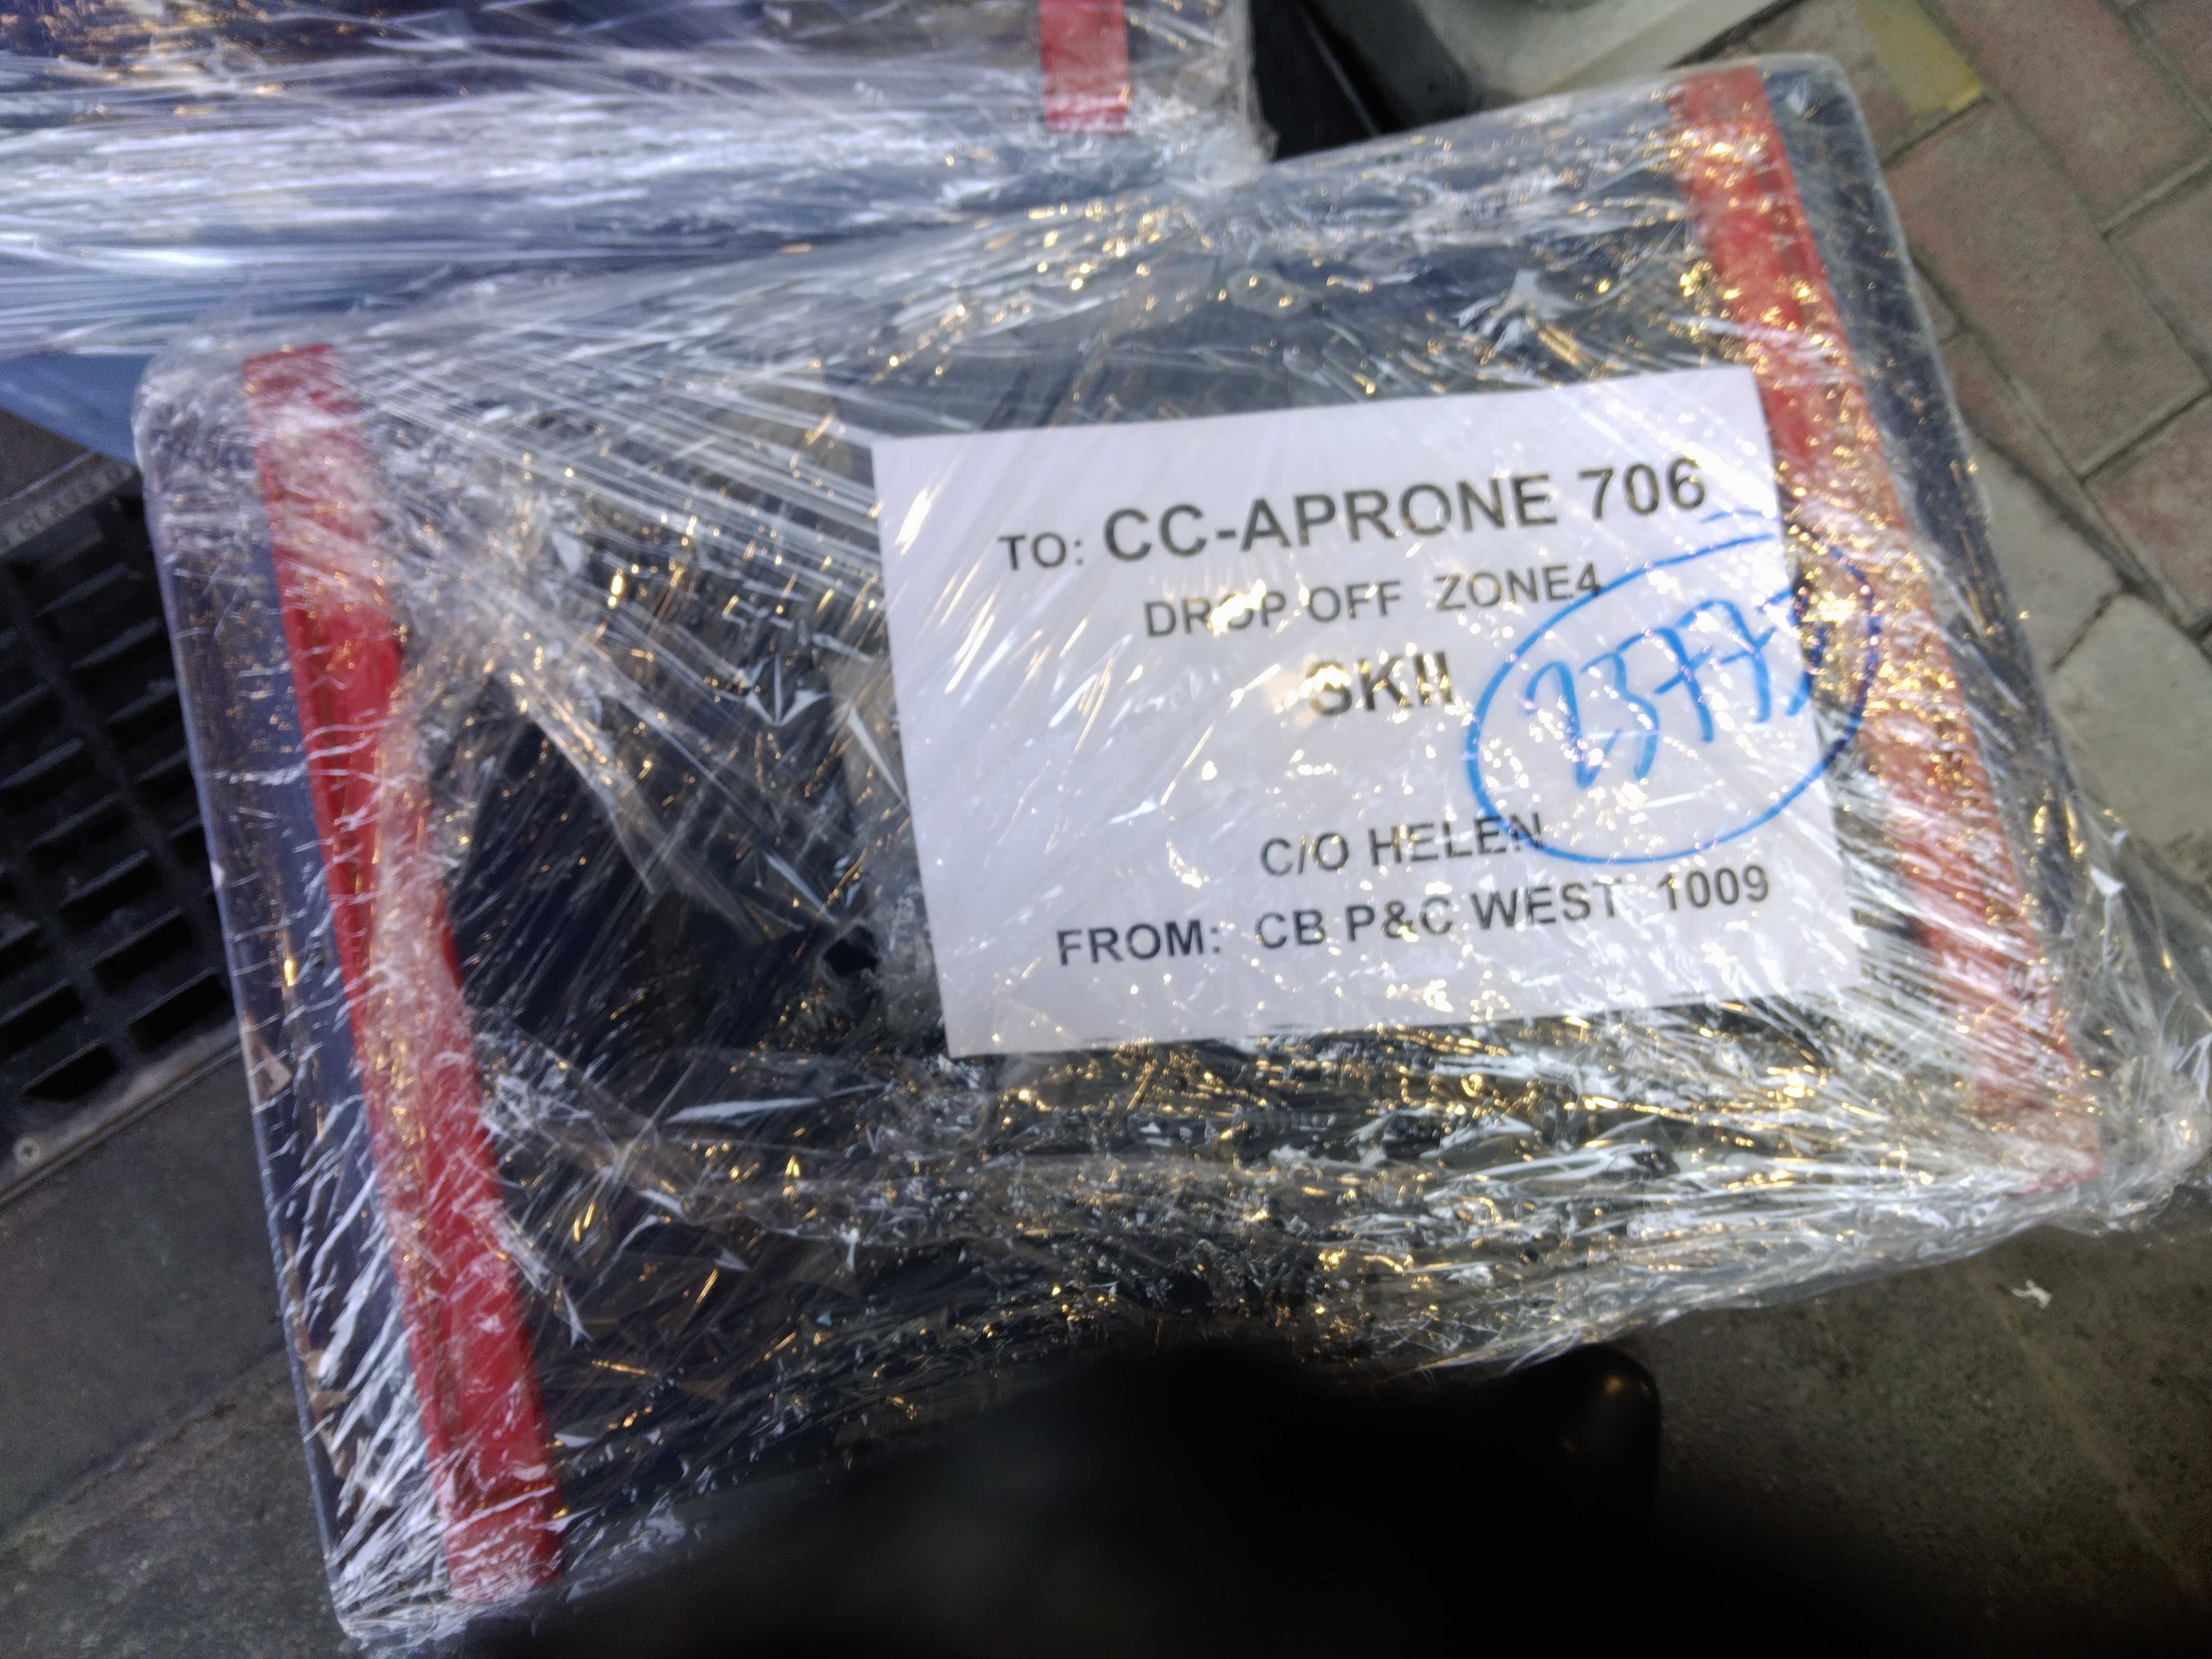 TO: CC-APRONE 706
DROP OFF ZONE4
SKII
C/O HELEN
FROM: CB P&C WEST 1009